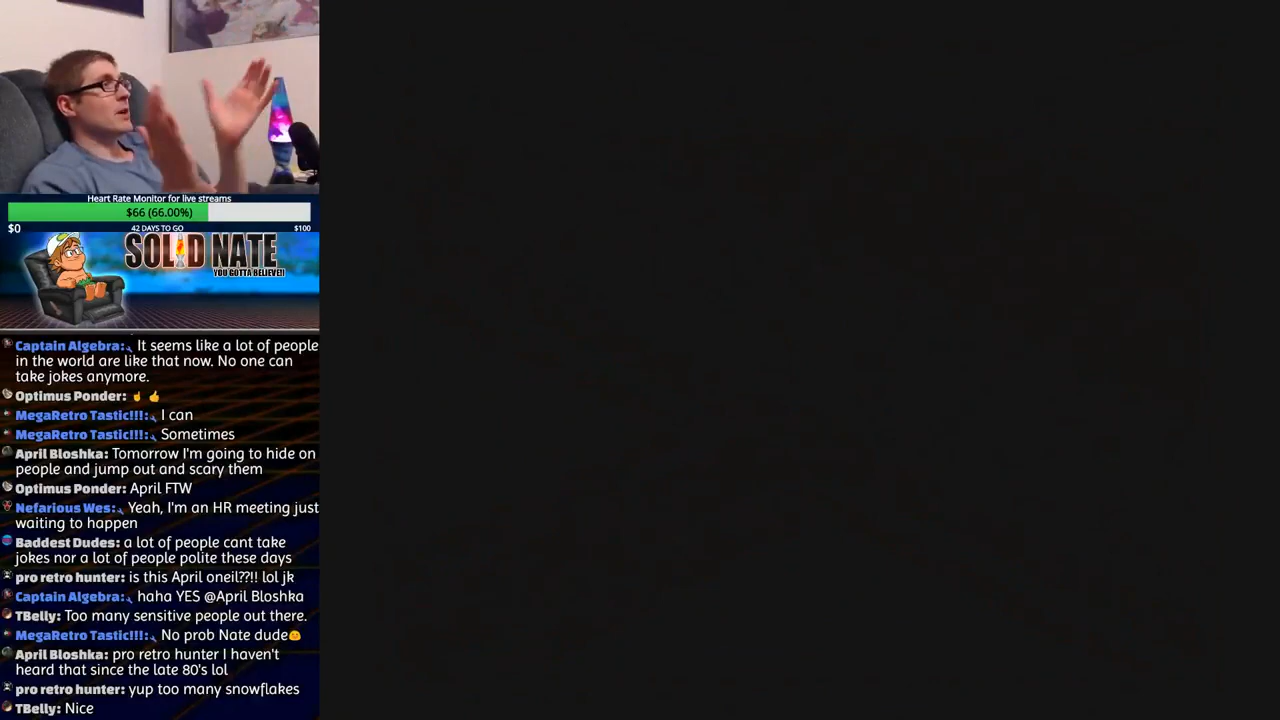 Heart Rate Monitor for live streams
$66 (66.00%)
$0 42 DAYS TO GO $100
SOLID NATE
YOU GOTTA BELIEVE!!
Captain Algebra: It seems like a lot of people
in the world are like that now. No one can
take jokes anymore.
Optimus Ponder: ☝️ 👍
MegaRetro Tastic!!!: I can
MegaRetro Tastic!!!: Sometimes
April Bloshka: Tomorrow I'm going to hide on
people and jump out and scary them
Optimus Ponder: April FTW
Nefarious Wes: Yeah, I'm an HR meeting just
waiting to happen
Baddest Dudes: a lot of people cant take
jokes nor a lot of people polite these days
pro retro hunter: is this April oneil??!! lol jk
Captain Algebra: haha YES @April Bloshka
TBelly: Too many sensitive people out there.
MegaRetro Tastic!!!: No prob Nate dude😊
April Bloshka: pro retro hunter I haven't
heard that since the late 80's lol
pro retro hunter: yup too many snowflakes
TBelly: Nice